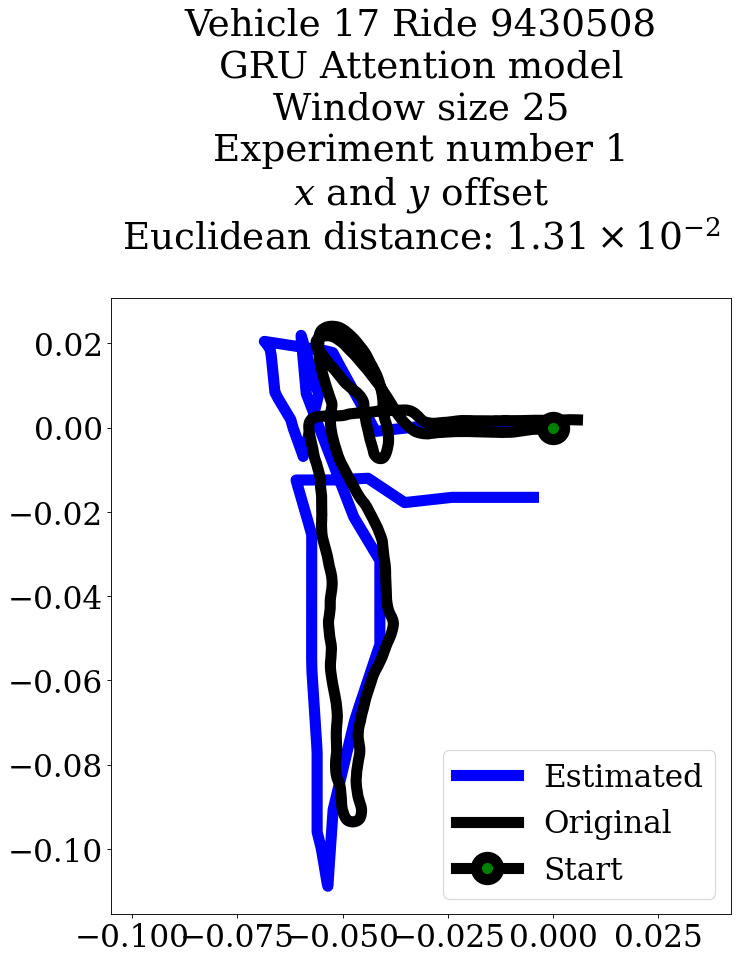 Vehicle 17 Ride 9430508
GRU Attention model
Window size 25
Experiment number 1
x and y offset
Euclidean distance: 1.31 × 10⁻²
0.02
0.00
−0.02
−0.04
−0.06
−0.08
−0.10
Estimated
Original
Start
−0.100 −0.075 −0.050 −0.025 0.000 0.025